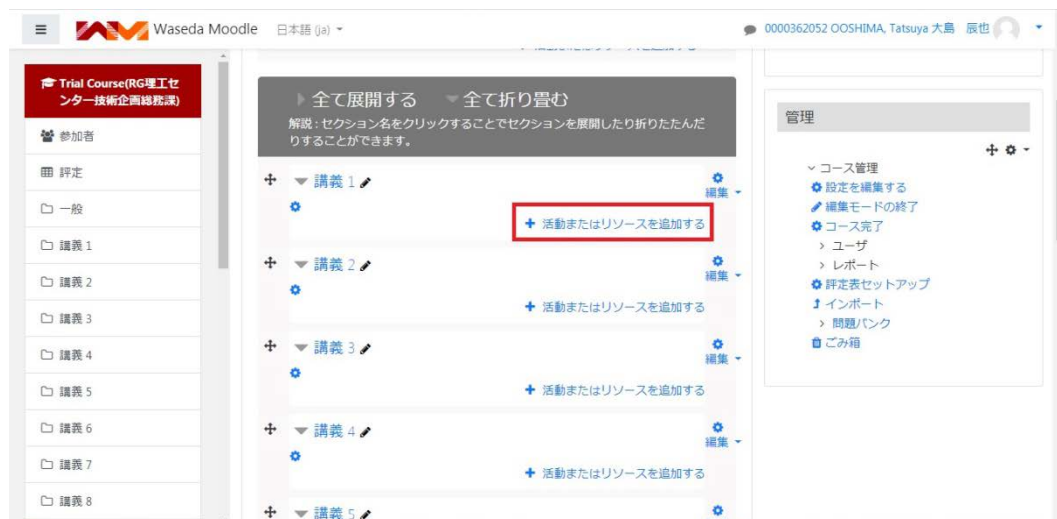 Waseda Moodle 日本語 (ja)
0000362052 OOSHIMA, Tatsuya 大島 辰也
Trial Course(RG理工セ
ンター技術企画総務課)
参加者
評定
一般
講義 1
講義 2
講義 3
講義 4
講義 5
講義 6
講義 7
講義 8
全て展開する 全て折り畳む
解説 : セクション名をクリックすることでセクションを展開したり折りたたんだ
りすることができます。
講義 1
編集
活動またはリソースを追加する
講義 2
編集
活動またはリソースを追加する
講義 3
編集
活動またはリソースを追加する
講義 4
編集
活動またはリソースを追加する
講義 5
管理
コース管理
設定を編集する
編集モードの終了
コース完了
ユーザ
レポート
評定表セットアップ
インポート
問題バンク
ごみ箱